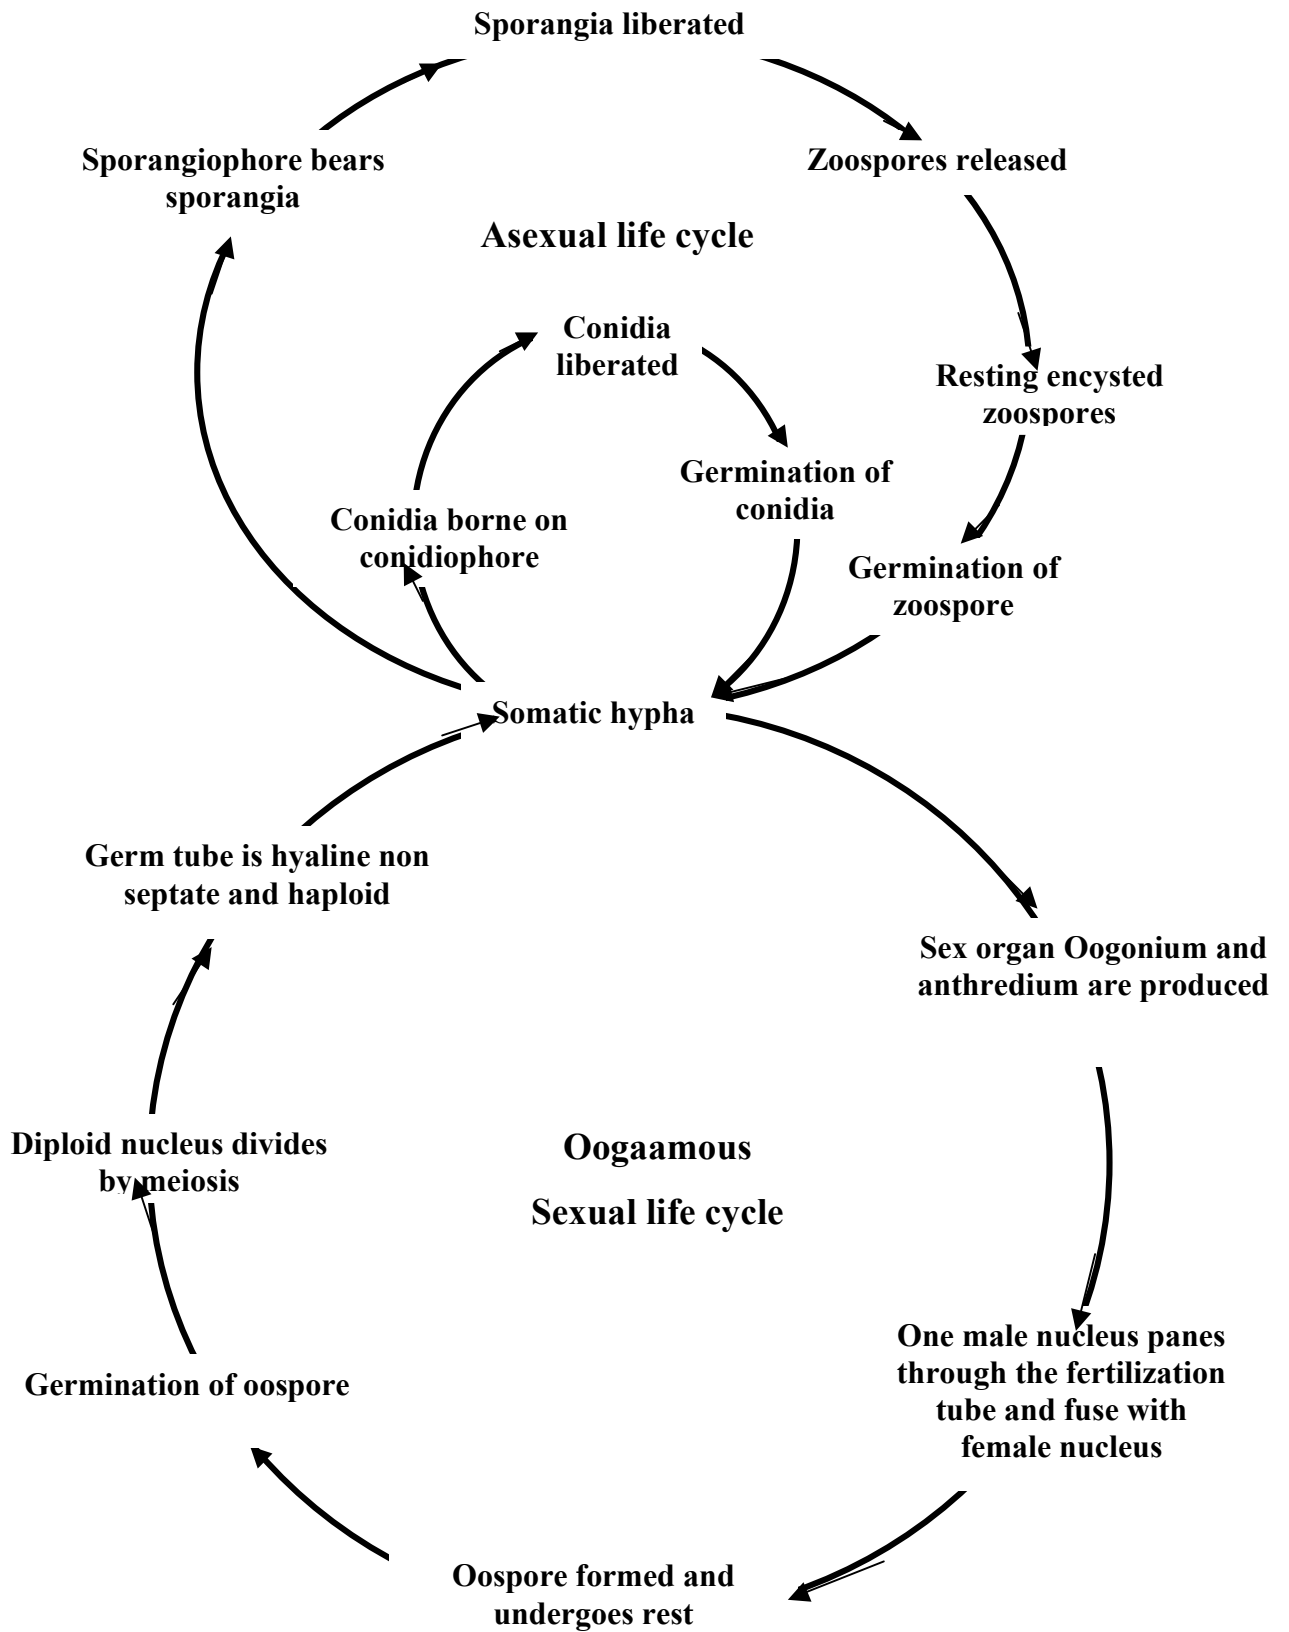 Sporangia liberated
Sporangiophore bears
sporangia
Zoospores released
Asexual life cycle
Conidia
liberated
Resting encysted
zoospores
Germination of
conidia
Conidia borne on
conidiophore
Germination of
zoospore
Somatic hypha
Germ tube is hyaline non
septate and haploid
Sex organ Oogonium and
anthredium are produced
Diploid nucleus divides
by meiosis
Oogaamous
Sexual life cycle
One male nucleus panes
through the fertilization
tube and fuse with
female nucleus
Germination of oospore
Oospore formed and
undergoes rest